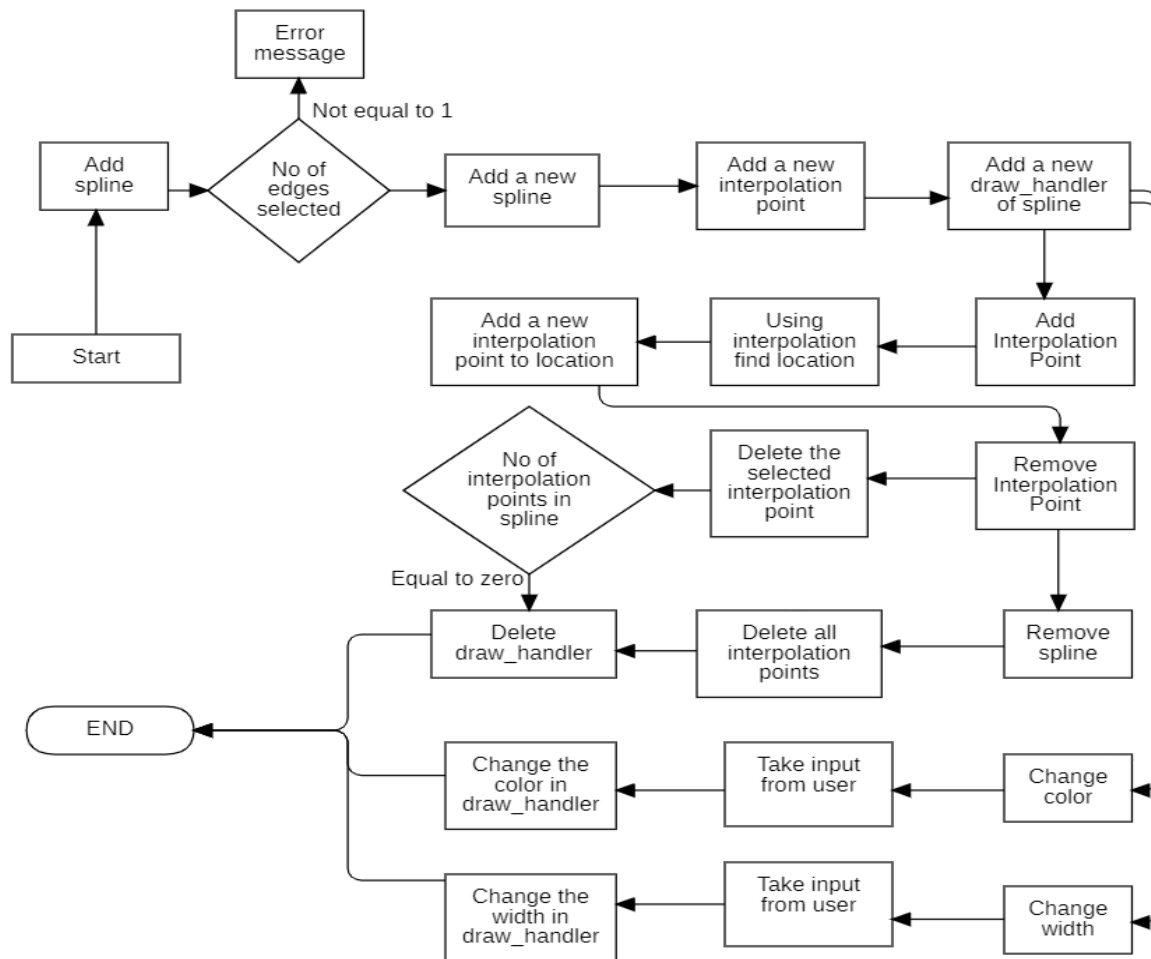 Error
message
Not equal to 1
Add
spline
No of
edges
selected
Add a new
spline
Add a new
interpolation
point
Add a new
draw_handler
of spline
Start
Add a new
interpolation
point to location
Using
interpolation
find location
Add
Interpolation
Point
No of
interpolation
points in
spline
Delete the
selected
interpolation
point
Remove
Interpolation
Point
Equal to zero
Delete
draw_handler
Delete all
interpolation
points
Remove
spline
END
Change the
color in
draw_handler
Take input
from user
Change
color
Change the
width in
draw_handler
Take input
from user
Change
width